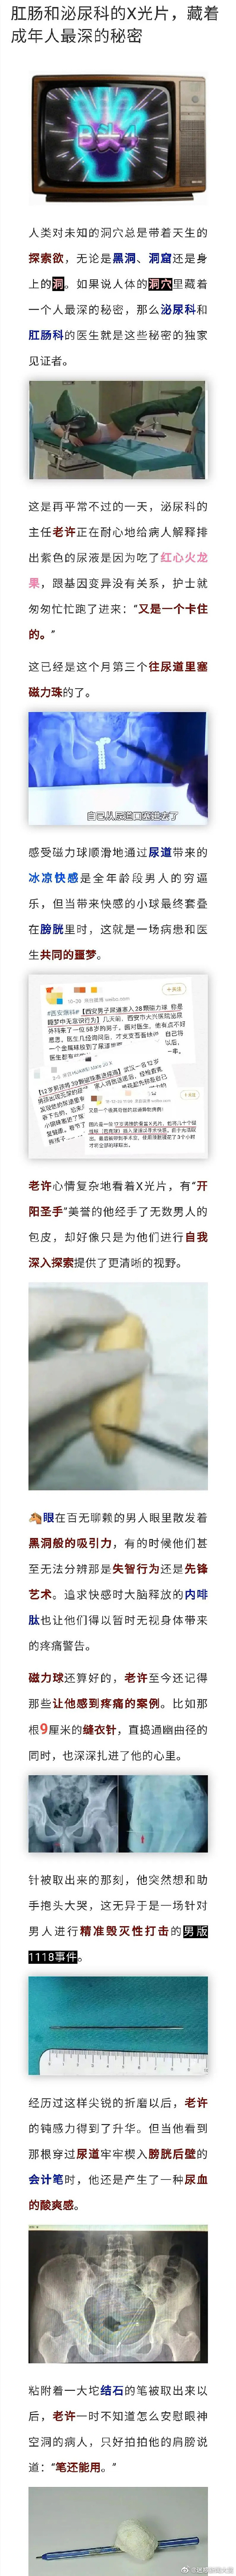 肛肠和泌尿科的X光片，藏着
成年人最深的秘密
人类对未知的洞穴总是带着天生的
探索欲，无论是黑洞、洞窟还是身
上的洞。如果说人体的洞穴里藏着
一个人最深的秘密，那么泌尿科和
肛肠科的医生就是这些秘密的独家
见证者。
这是再平常不过的一天，泌尿科的
主任老许正在耐心地给病人解释排
出紫色的尿液是因为吃了红心火龙
果，跟基因变异没有关系，护士就
匆匆忙忙跑了进来：“又是一个卡住
的。”
这已经是这个月第三个往尿道里塞
磁力珠的了。
自己从尿道口塞进去了
感受磁力球顺滑地通过尿道带来的
冰凉快感是全年龄段男人的穷逼
乐，但当带来快感的小球最终套叠
在膀胱里时，这就是一场病患和医
生共同的噩梦。
老许心情复杂地看着X光片，有“开
阳圣手”美誉的他经手了无数男人的
包皮，却好像只是为他们进行自我
深入探索提供了更清晰的视野。
眼在百无聊赖的男人眼里散发着
黑洞般的吸引力，有的时候他们甚
至无法分辨那是失智行为还是先锋
艺术。追求快感时大脑释放的内啡
肽也让他们得以暂时无视身体带来
的疼痛警告。
磁力球还算好的，老许至今还记得
那些让他感到疼痛的案例。比如那
根9厘米的缝衣针，直捣通幽曲径的
同时，也深深扎进了他的心里。
针被取出来的那刻，他突然想和助
手抱头大哭，这无异于是一场针对
男人进行精准毁灭性打击的男版
1118事件。
经历过这样尖锐的折磨以后，老许
的钝感力得到了升华。但当他看到
那根穿过尿道牢牢楔入膀胱后壁的
会计笔时，他还是产生了一种尿血
的酸爽感。
粘附着一大坨结石的笔被取出来以
后，老许一时不知道怎么安慰眼神
空洞的病人，只好拍拍他的肩膀说
道：“笔还能用。”